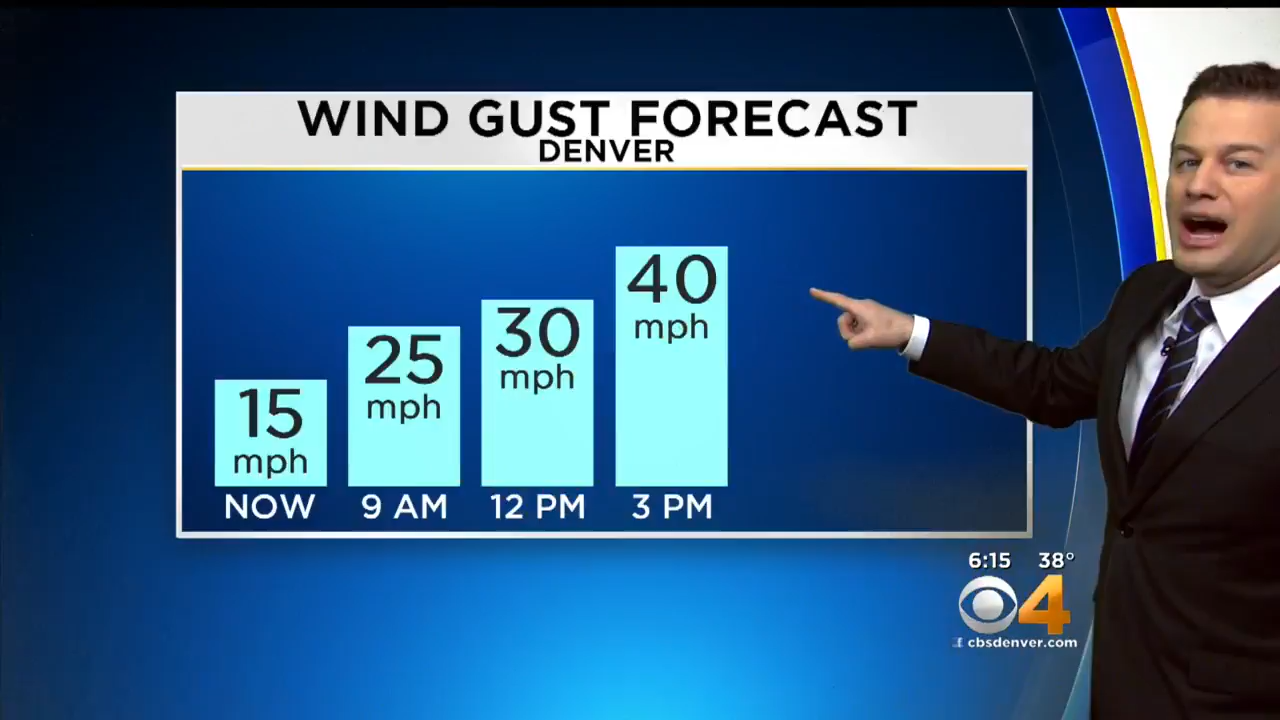 WIND GUST FORECAST
DENVER
15
mph
25
mph
30
mph
40
mph
NOW 9 AM 12 PM 3 PM
6:15 38°
4
cbsdenver.com